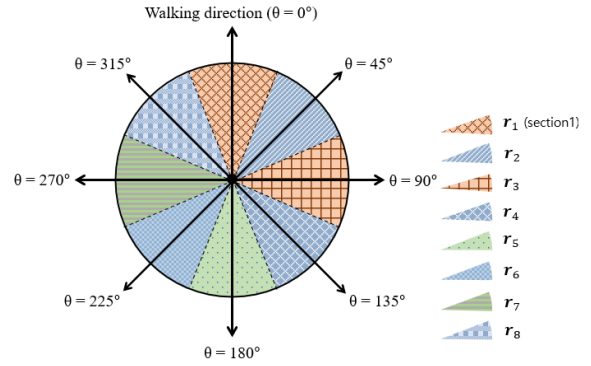 Walking direction (θ = 0°)
θ = 315°
θ = 45°
θ = 270°
θ = 90°
θ = 225°
θ = 135°
θ = 180°
r₁ (section1)
r₂
r₃
r₄
r₅
r₆
r₇
r₈